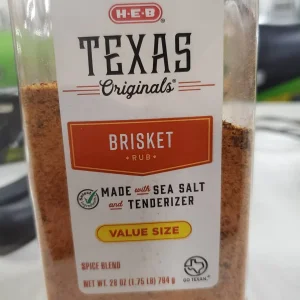 H-E-B
TEXAS
Originals®
BRISKET
• RUB •
MADE with SEA SALT
and TENDERIZER
VALUE SIZE
SPICE BLEND
NET WT. 28 OZ (1.75 LB) 794 g
GO TEXAN.